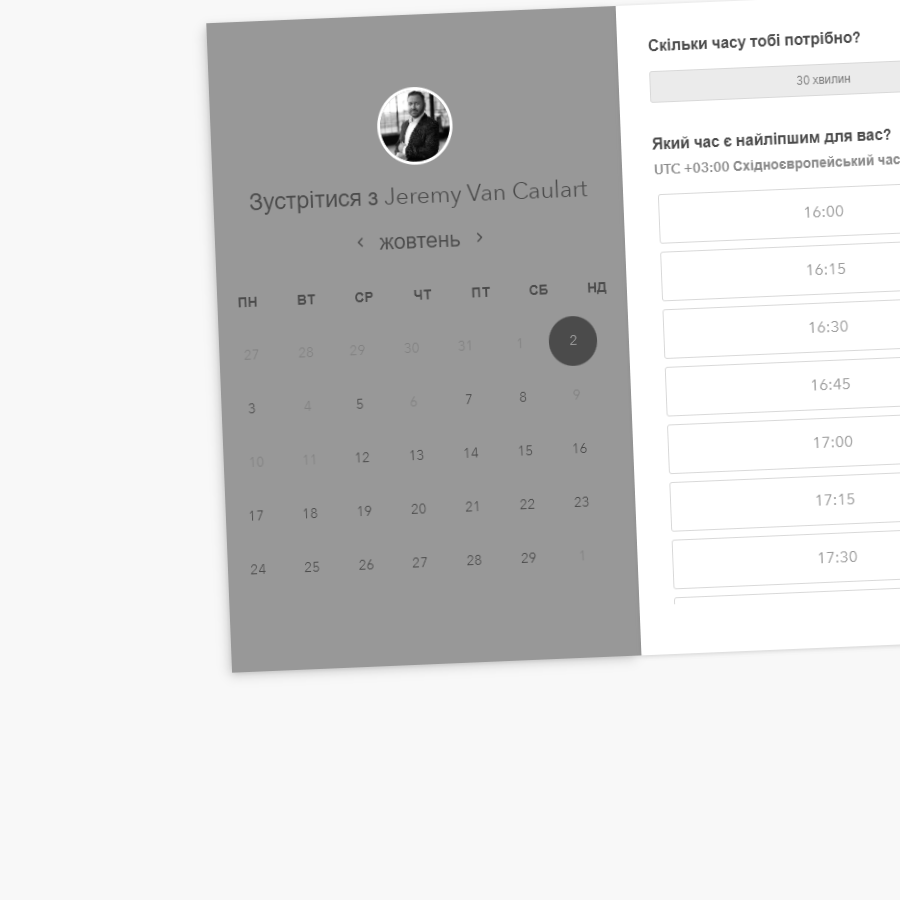 Зустрітися з Jeremy Van Caulart
‹ жовтень ›
ПН ВТ СР ЧТ ПТ СБ НД
27 28 29 30 31 1 2
3 4 5 6 7 8 9
10 11 12 13 14 15 16
17 18 19 20 21 22 23
24 25 26 27 28 29 1
Скільки часу тобі потрібно?
30 хвилин
Який час є найліпшим для вас?
UTC +03:00 Східноєвропейський час
16:00
16:15
16:30
16:45
17:00
17:15
17:30